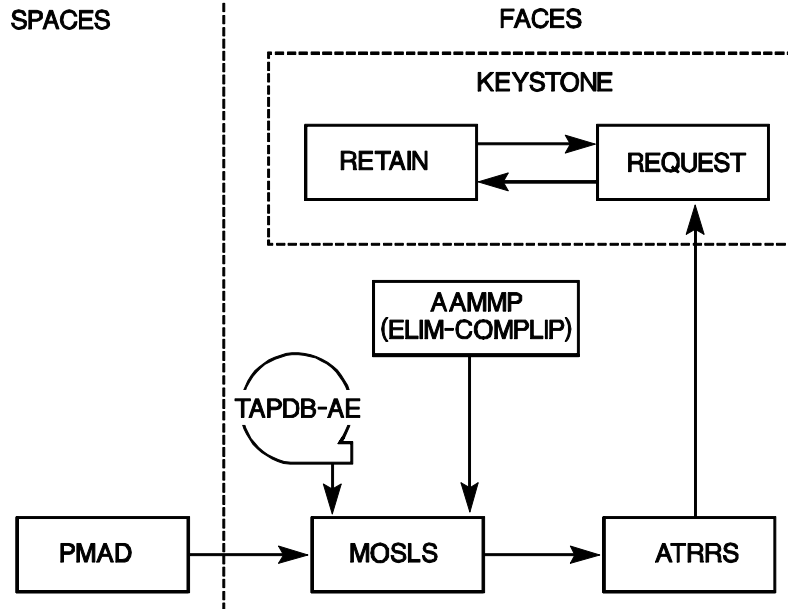 SPACES
FACES
KEYSTONE
RETAIN
REQUEST
AAMMP
(ELIM-COMPLIP)
TAPDB-AE
PMAD
MOSLS
ATRRS